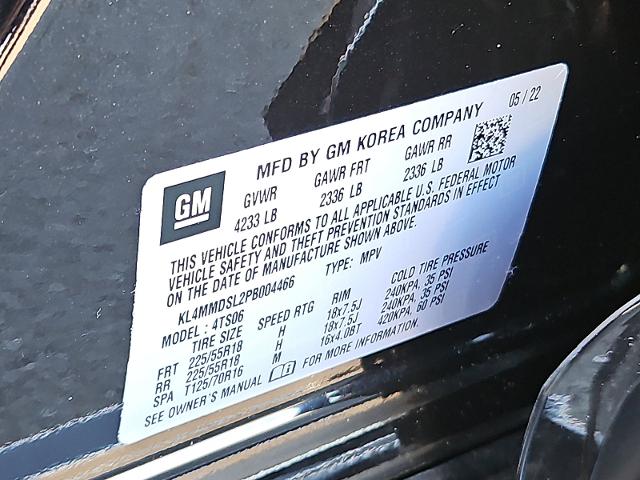 MFD BY GM KOREA COMPANY 05 / 22
GM
GVWR GAWR FRT GAWR RR
4233 LB 2336 LB 2336 LB
THIS VEHICLE CONFORMS TO ALL APPLICABLE U.S. FEDERAL MOTOR
VEHICLE SAFETY AND THEFT PREVENTION STANDARDS IN EFFECT
ON THE DATE OF MANUFACTURE SHOWN ABOVE.
KL4MMDSL2PB004466 TYPE: MPV
MODEL: 4TS06
TIRE SIZE SPEED RTG RIM COLD TIRE PRESSURE
FRT 225/55R18 H 18x7.5J 240KPA, 35 PSI
RR 225/55R18 H 18x7.5J 240KPA, 35 PSI
SPA T125/70R16 M 16x4.0BT 420KPA, 60 PSI
SEE OWNER'S MANUAL FOR MORE INFORMATION.